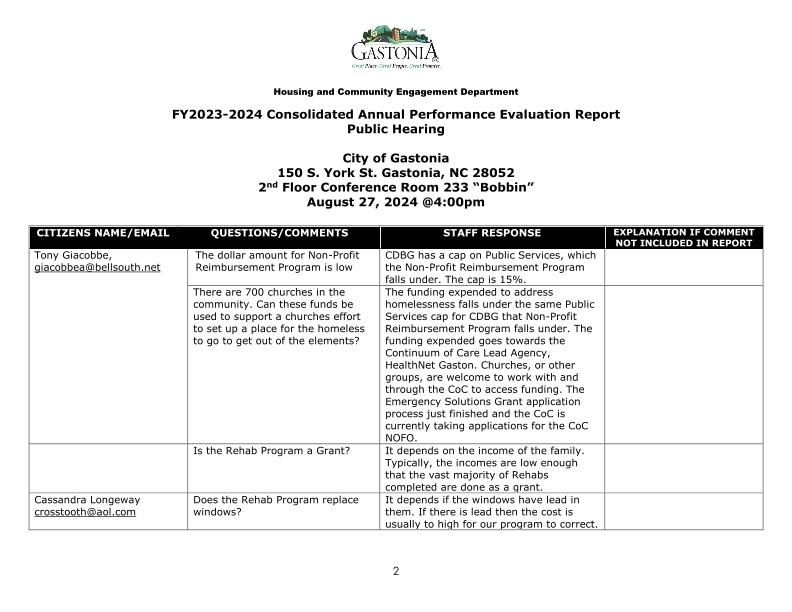 GASTONIA
Great Place. Great People. Great Promise.
Housing and Community Engagement Department
FY2023-2024 Consolidated Annual Performance Evaluation Report
Public Hearing
City of Gastonia
150 S. York St. Gastonia, NC 28052
2nd Floor Conference Room 233 “Bobbin”
August 27, 2024 @4:00pm
CITIZENS NAME/EMAIL
QUESTIONS/COMMENTS
STAFF RESPONSE
EXPLANATION IF COMMENT
NOT INCLUDED IN REPORT
Tony Giacobbe,
giacobbea@bellsouth.net
The dollar amount for Non-Profit
Reimbursement Program is low
CDBG has a cap on Public Services, which
the Non-Profit Reimbursement Program
falls under. The cap is 15%.
There are 700 churches in the
community. Can these funds be
used to support a churches effort
to set up a place for the homeless
to go to get out of the elements?
The funding expended to address
homelessness falls under the same Public
Services cap for CDBG that Non-Profit
Reimbursement Program falls under. The
funding expended goes towards the
Continuum of Care Lead Agency,
HealthNet Gaston. Churches, or other
groups, are welcome to work with and
through the CoC to access funding. The
Emergency Solutions Grant application
process just finished and the CoC is
currently taking applications for the CoC
NOFO.
Is the Rehab Program a Grant?
It depends on the income of the family.
Typically, the incomes are low enough
that the vast majority of Rehabs
completed are done as a grant.
Cassandra Longeway
crosstooth@aol.com
Does the Rehab Program replace
windows?
It depends if the windows have lead in
them. If there is lead then the cost is
usually to high for our program to correct.
2